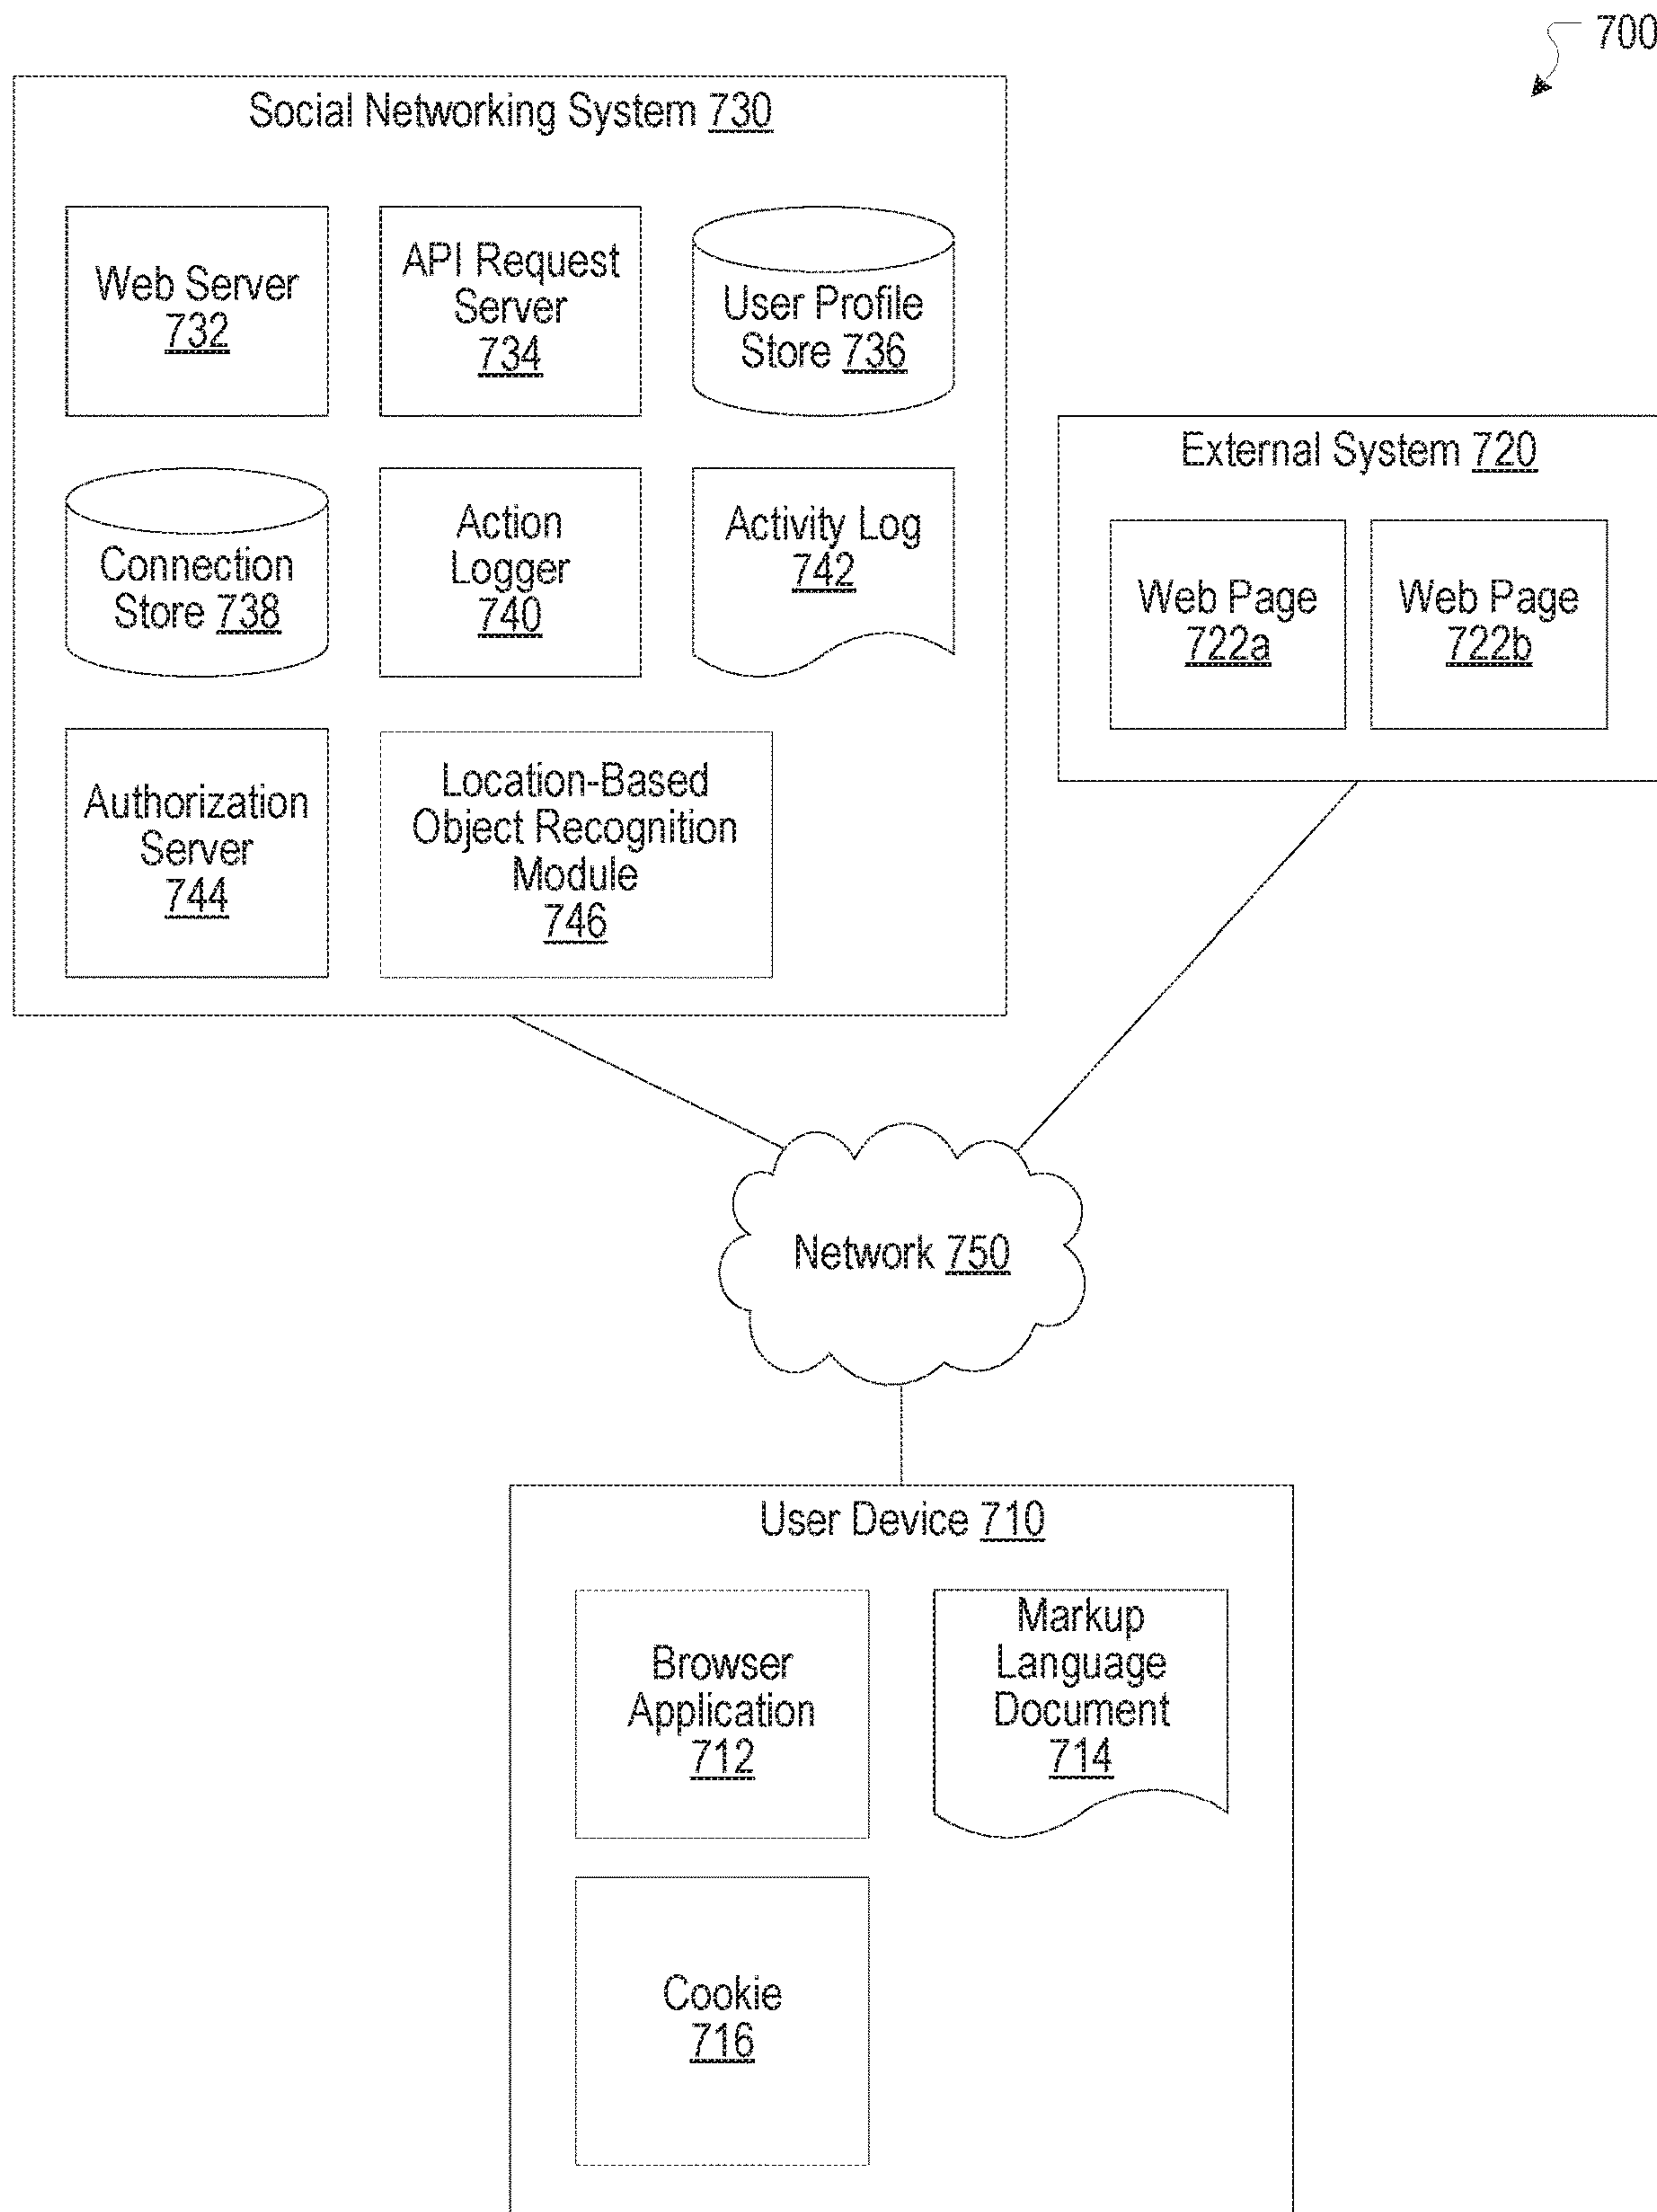 700
Social Networking System 730
Web Server
732
API Request
Server
734
User Profile
Store 736
Connection
Store 738
Action
Logger
740
Activity Log
742
Authorization
Server
744
Location-Based
Object Recognition
Module
746
External System 720
Web Page
722a
Web Page
722b
Network 750
User Device 710
Browser
Application
712
Markup
Language
Document
714
Cookie
716